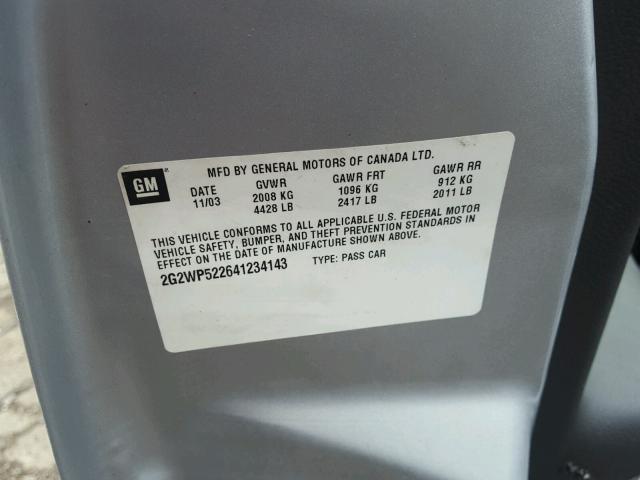 MFD BY GENERAL MOTORS OF CANADA LTD.
GM
DATE GVWR GAWR FRT GAWR RR
11/03 2008 KG 1096 KG 912 KG
4428 LB 2417 LB 2011 LB
THIS VEHICLE CONFORMS TO ALL APPLICABLE U.S. FEDERAL MOTOR
VEHICLE SAFETY, BUMPER, AND THEFT PREVENTION STANDARDS IN
EFFECT ON THE DATE OF MANUFACTURE SHOWN ABOVE.
2G2WP522641234143 TYPE: PASS CAR